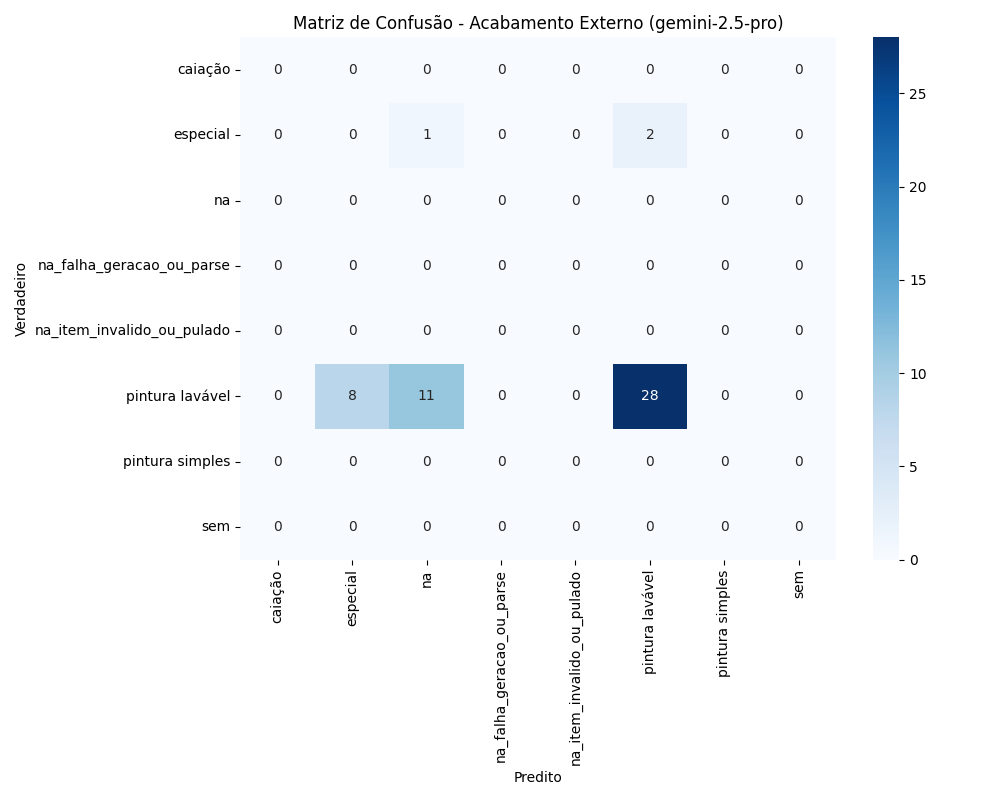 Matriz de Confusão - Acabamento Externo (gemini-2.5-pro)
caiação 0 0 0 0 0 0 0 0
especial 0 0 1 0 0 2 0 0
na 0 0 0 0 0 0 0 0
na_falha_geracao_ou_parse 0 0 0 0 0 0 0 0
na_item_invalido_ou_pulado 0 0 0 0 0 0 0 0
pintura lavável 0 8 11 0 0 28 0 0
pintura simples 0 0 0 0 0 0 0 0
sem 0 0 0 0 0 0 0 0
Verdadeiro
caiação
especial
na
na_falha_geracao_ou_parse
na_item_invalido_ou_pulado
pintura lavável
pintura simples
sem
Predito
25
20
15
10
5
0